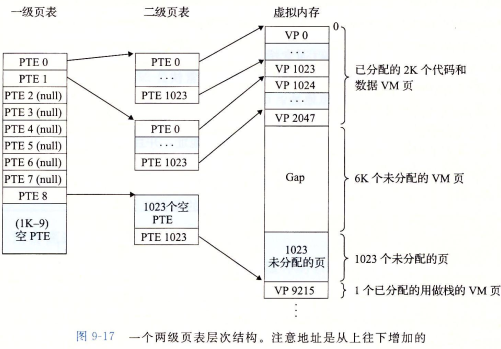 一级页表
二级页表
虚拟内存
0
PTE 0
PTE 1
PTE 2 (null)
PTE 3 (null)
PTE 4 (null)
PTE 5 (null)
PTE 6 (null)
PTE 7 (null)
PTE 8
(1K–9)
空 PTE
PTE 0
···
PTE 1023
PTE 0
···
PTE 1023
1023个空
PTE
PTE 1023
VP 0
···
VP 1023
VP 1024
···
VP 2047
Gap
1023
未分配的页
VP 9215
⋮
已分配的 2K 个代码和
数据 VM 页
6K 个未分配的 VM 页
1023 个未分配的页
1 个已分配的用做栈的 VM 页
图 9-17 一个两级页表层次结构。注意地址是从上往下增加的